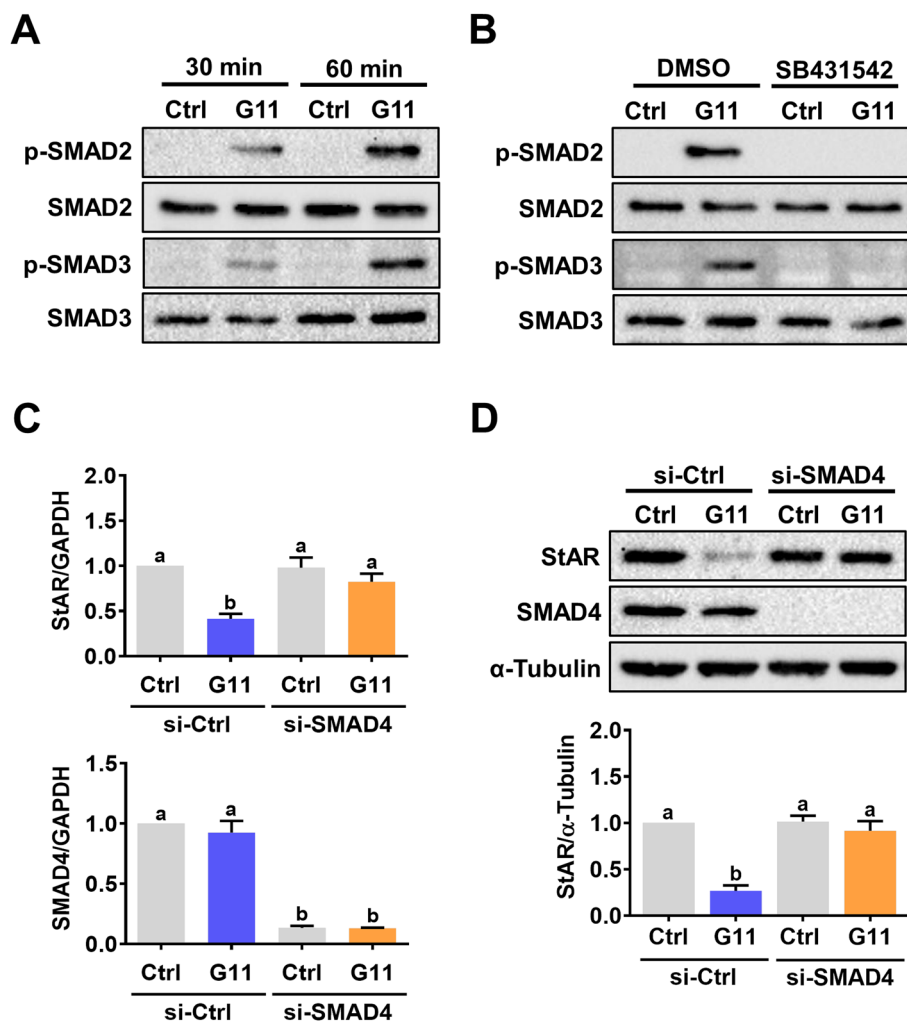 A
30 min 60 min
Ctrl G11 Ctrl G11
p-SMAD2
SMAD2
p-SMAD3
SMAD3
B
DMSO SB431542
Ctrl G11 Ctrl G11
p-SMAD2
SMAD2
p-SMAD3
SMAD3
C
StAR/GAPDH
2.0
1.5
1.0
0.5
0.0
a
b
a
a
Ctrl G11 Ctrl G11
si-Ctrl si-SMAD4
SMAD4/GAPDH
1.5
1.0
0.5
0.0
a
a
b
b
Ctrl G11 Ctrl G11
si-Ctrl si-SMAD4
D
si-Ctrl si-SMAD4
Ctrl G11 Ctrl G11
StAR
SMAD4
α-Tubulin
StAR/α-Tubulin
2.0
1.5
1.0
0.5
0.0
a
b
a
a
Ctrl G11 Ctrl G11
si-Ctrl si-SMAD4